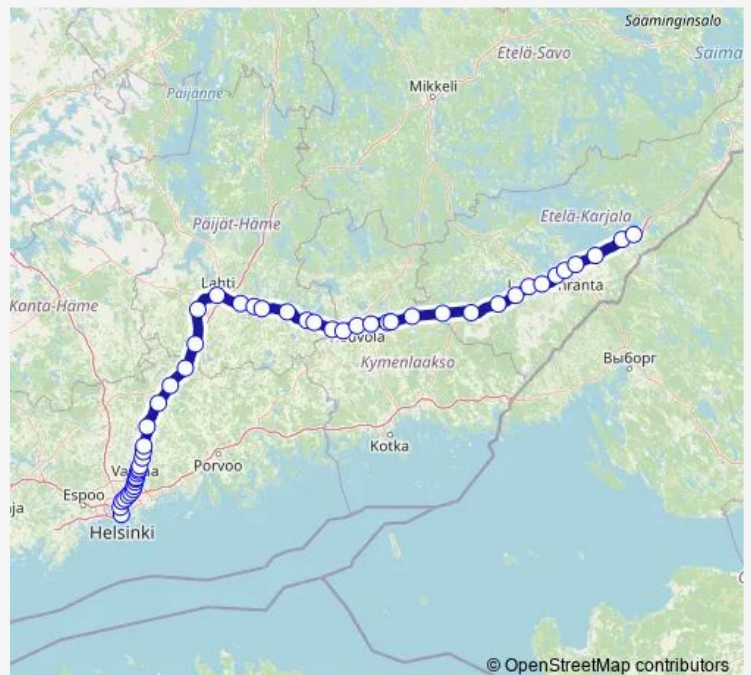 Sääminginsalo
Etelä-Savo
Saima
Mikkeli
Päijänne
Etelä-Karjala
Päijät-Häme
Lahti
Kanta-Häme
Kymenlaakso
Выборг
Kotka
Porvoo
Espoo
Helsinki
© OpenStreetMap contributors